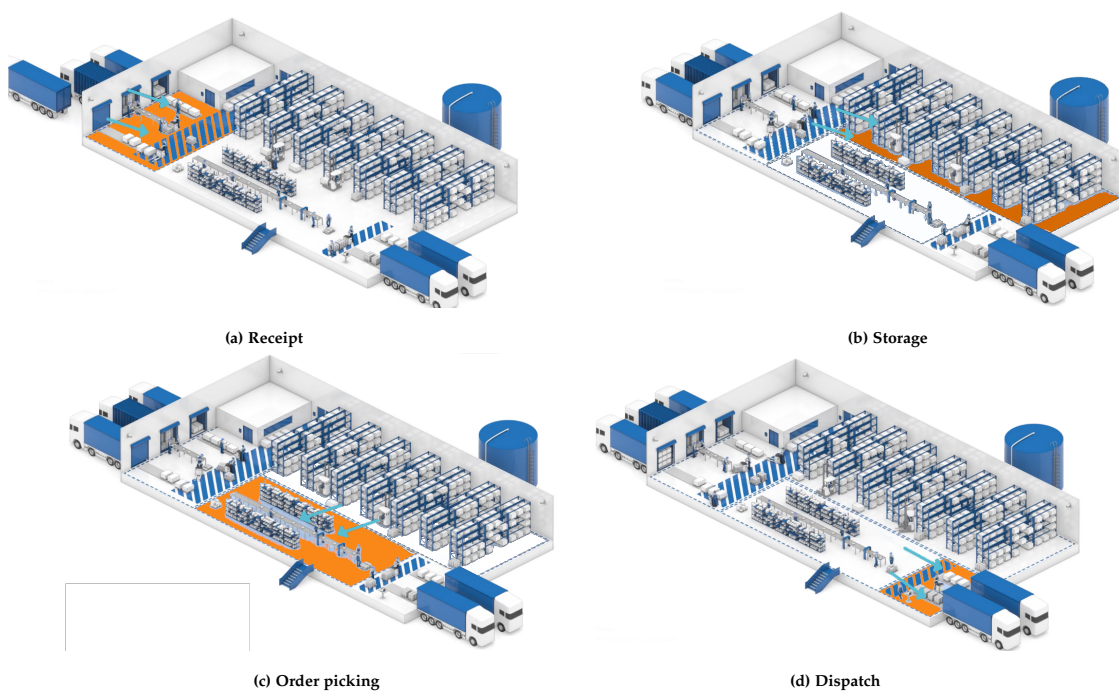 (a) Receipt
(b) Storage
(c) Order picking
(d) Dispatch